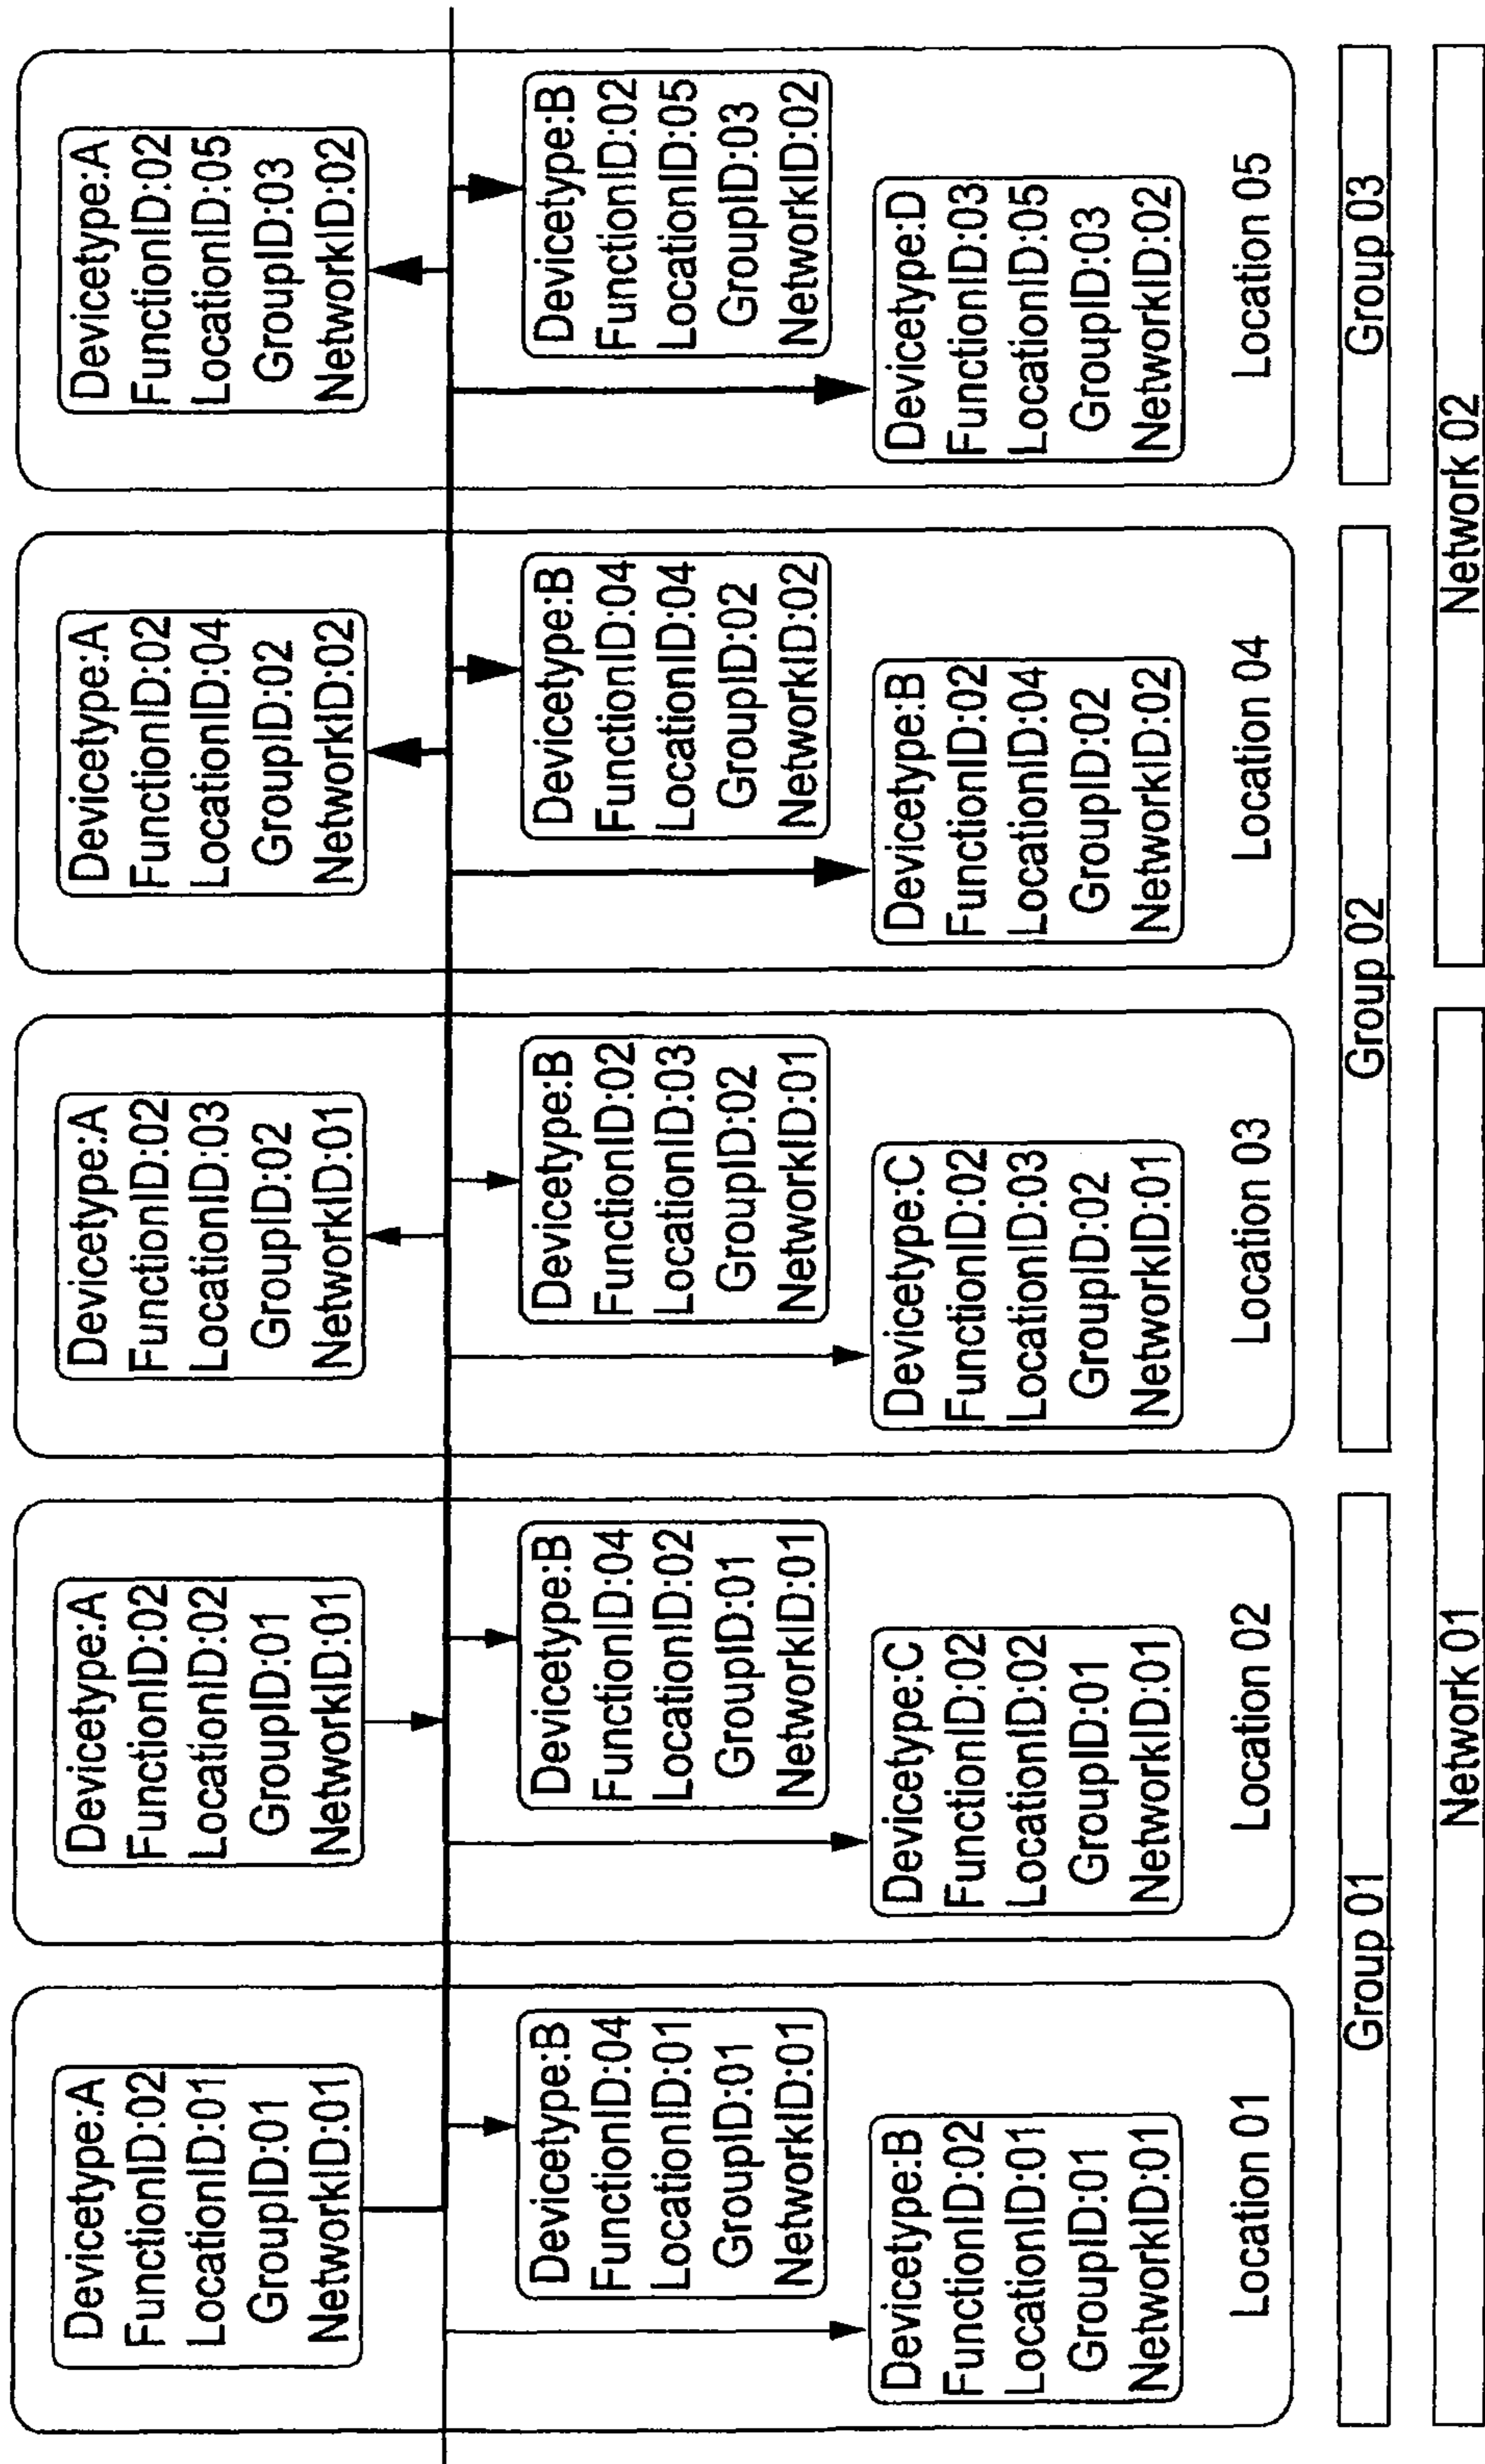 Devicetype:A
FunctionID:02
LocationID:01
GroupID:01
NetworkID:01
Devicetype:B
FunctionID:04
LocationID:01
GroupID:01
NetworkID:01
Devicetype:B
FunctionID:02
LocationID:01
GroupID:01
NetworkID:01
Location 01
Devicetype:A
FunctionID:02
LocationID:02
GroupID:01
NetworkID:01
Devicetype:B
FunctionID:04
LocationID:02
GroupID:01
NetworkID:01
Devicetype:C
FunctionID:02
LocationID:02
GroupID:01
NetworkID:01
Location 02
Devicetype:A
FunctionID:02
LocationID:03
GroupID:02
NetworkID:01
Devicetype:B
FunctionID:02
LocationID:03
GroupID:02
NetworkID:01
Devicetype:C
FunctionID:02
LocationID:03
GroupID:02
NetworkID:01
Location 03
Devicetype:A
FunctionID:02
LocationID:04
GroupID:02
NetworkID:02
Devicetype:B
FunctionID:04
LocationID:04
GroupID:02
NetworkID:02
Devicetype:B
FunctionID:02
LocationID:04
GroupID:02
NetworkID:02
Location 04
Devicetype:A
FunctionID:02
LocationID:05
GroupID:03
NetworkID:02
Devicetype:B
FunctionID:02
LocationID:05
GroupID:03
NetworkID:02
Devicetype:D
FunctionID:03
LocationID:05
GroupID:03
NetworkID:02
Location 05
Group 01
Group 02
Group 03
Network 01
Network 02